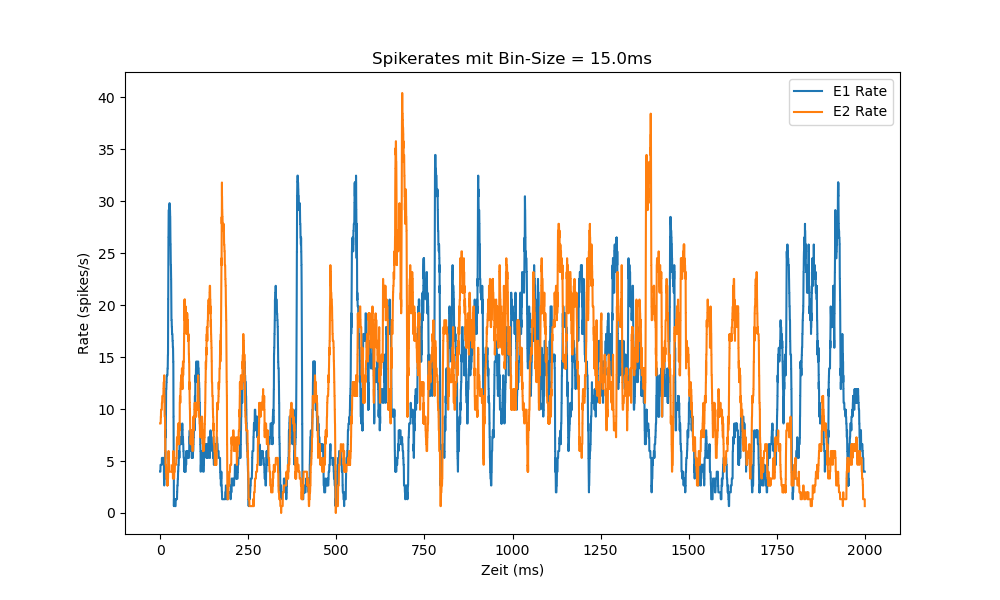 Spikerates mit Bin-Size = 15.0ms
E1 Rate
E2 Rate
Rate (spikes/s)
40
35
30
25
20
15
10
5
0
0 250 500 750 1000 1250 1500 1750 2000
Zeit (ms)